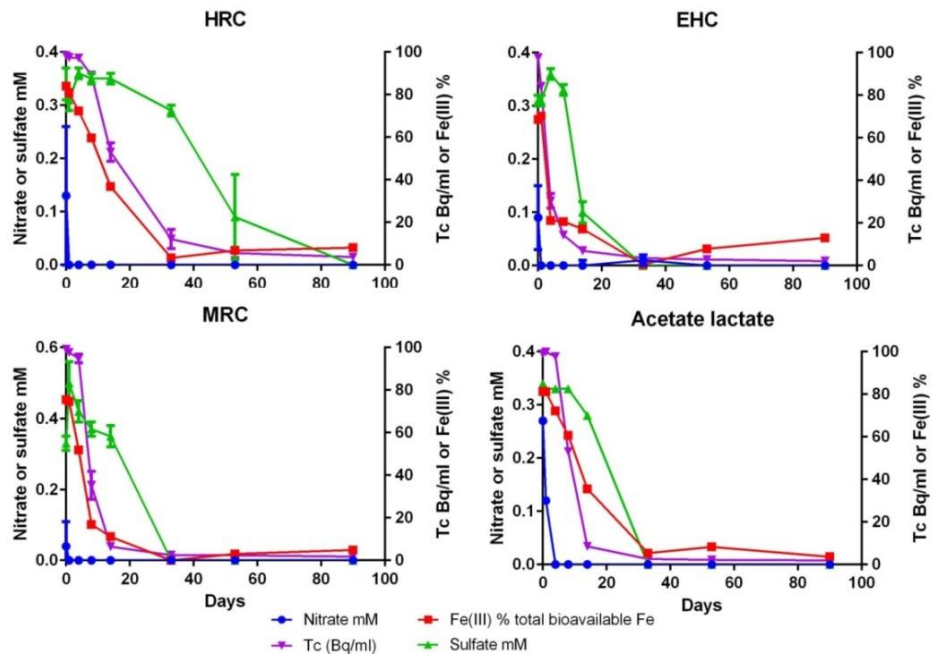 HRC
EHC
Nitrate or sulfate mM
0.4
0.3
0.2
0.1
0.0
0 20 40 60 80 100
100
80
60
40
20
0
Tc Bq/ml or Fe(III) %
Nitrate or sulfate mM
0.4
0.3
0.2
0.1
0.0
0 20 40 60 80 100
100
80
60
40
20
0
Tc Bq/ml or Fe(III) %
MRC
Acetate lactate
Nitrate or sulfate mM
0.6
0.4
0.2
0.0
0 20 40 60 80 100
100
80
60
40
20
0
Tc Bq/ml or Fe(III) %
Days
Nitrate or sulfate mM
0.4
0.3
0.2
0.1
0.0
0 20 40 60 80 100
100
80
60
40
20
0
Tc Bq/ml or Fe(III) %
Days
Nitrate mM
Fe(III) % total bioavailable Fe
Tc (Bq/ml)
Sulfate mM